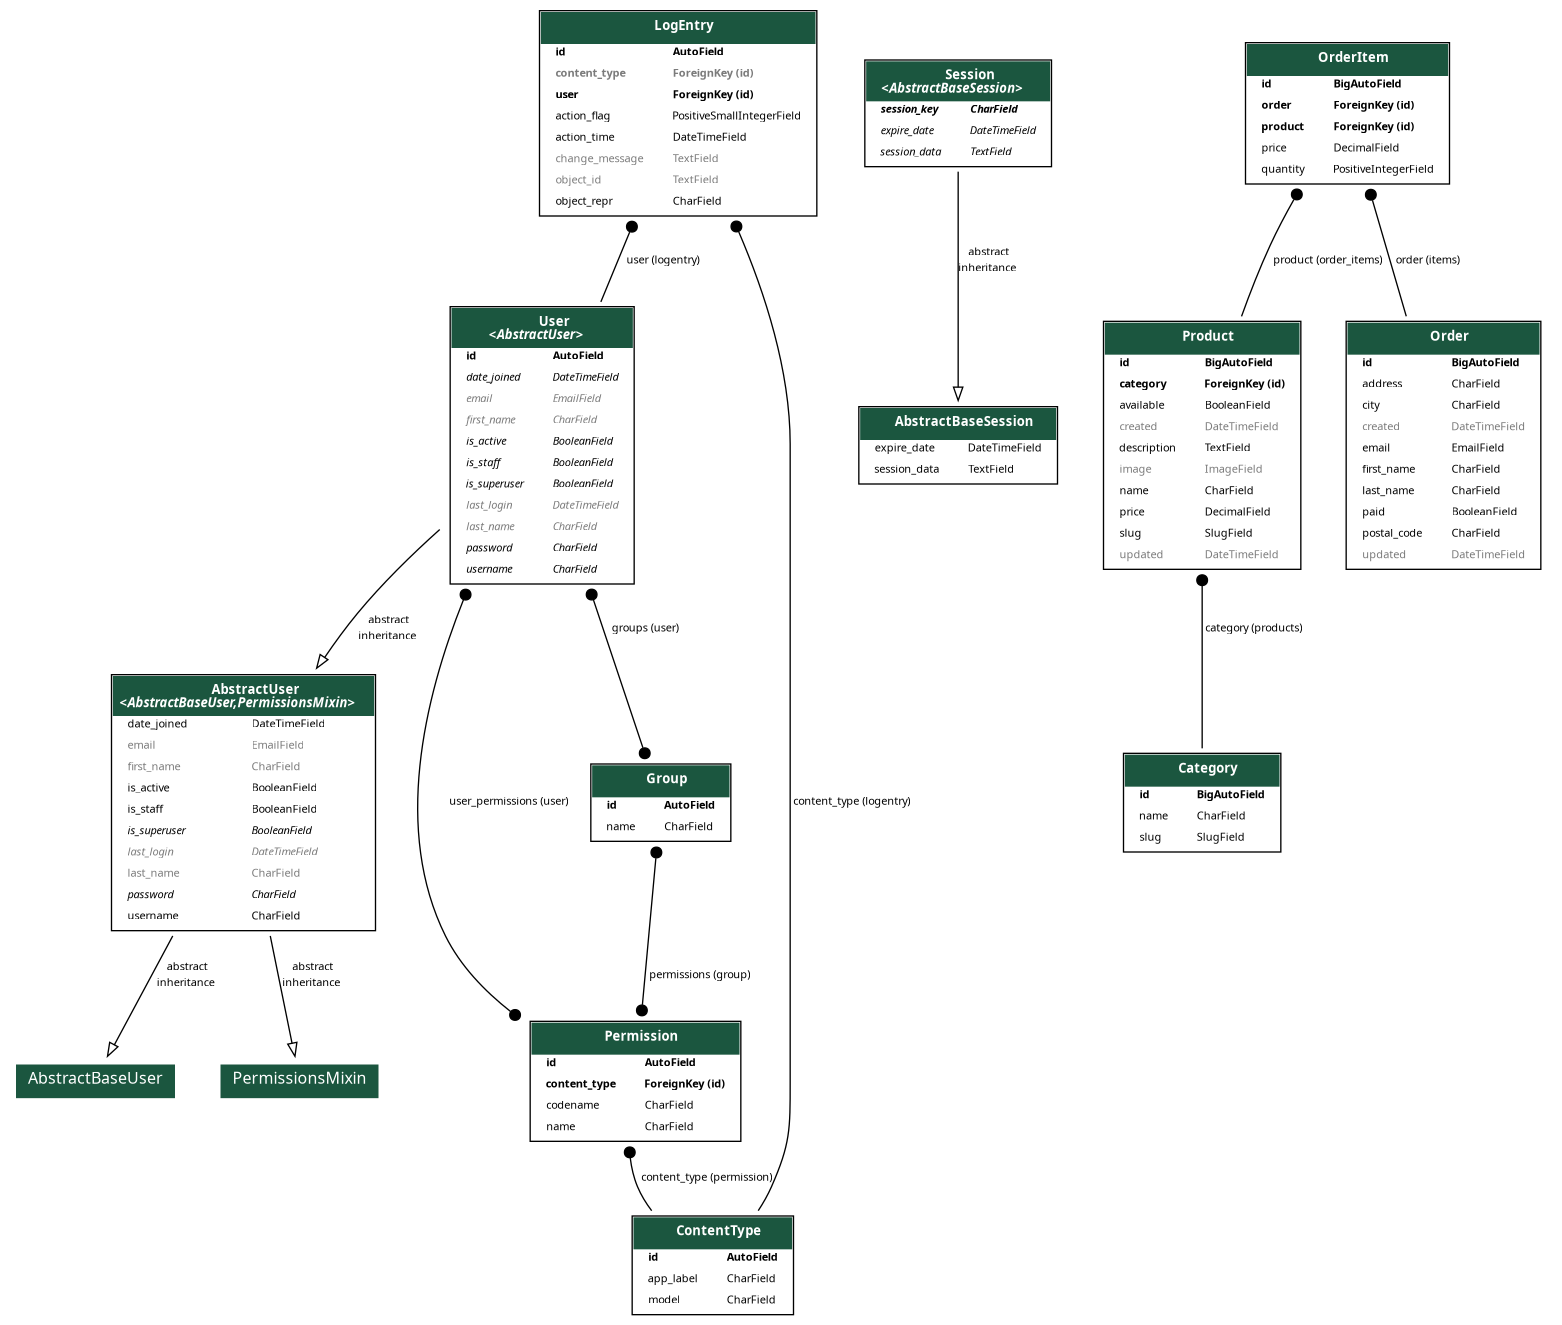 LogEntry
id AutoField
content_type ForeignKey (id)
user ForeignKey (id)
action_flag PositiveSmallIntegerField
action_time DateTimeField
change_message TextField
object_id TextField
object_repr CharField
Session
<AbstractBaseSession>
session_key CharField
expire_date DateTimeField
session_data TextField
OrderItem
id BigAutoField
order ForeignKey (id)
product ForeignKey (id)
price DecimalField
quantity PositiveIntegerField
user (logentry)
abstract
inheritance
product (order_items)
order (items)
User
<AbstractUser>
id AutoField
date_joined DateTimeField
email EmailField
first_name CharField
is_active BooleanField
is_staff BooleanField
is_superuser BooleanField
last_login DateTimeField
last_name CharField
password CharField
username CharField
AbstractBaseSession
expire_date DateTimeField
session_data TextField
Product
id BigAutoField
category ForeignKey (id)
available BooleanField
created DateTimeField
description TextField
image ImageField
name CharField
price DecimalField
slug SlugField
updated DateTimeField
Order
id BigAutoField
address CharField
city CharField
created DateTimeField
email EmailField
first_name CharField
last_name CharField
paid BooleanField
postal_code CharField
updated DateTimeField
abstract
inheritance
groups (user)
category (products)
AbstractUser
<AbstractBaseUser,PermissionsMixin>
date_joined DateTimeField
email EmailField
first_name CharField
is_active BooleanField
is_staff BooleanField
is_superuser BooleanField
last_login DateTimeField
last_name CharField
password CharField
username CharField
user_permissions (user)
Group
id AutoField
name CharField
content_type (logentry)
Category
id BigAutoField
name CharField
slug SlugField
abstract
inheritance
abstract
inheritance
permissions (group)
AbstractBaseUser
PermissionsMixin
Permission
id AutoField
content_type ForeignKey (id)
codename CharField
name CharField
content_type (permission)
ContentType
id AutoField
app_label CharField
model CharField